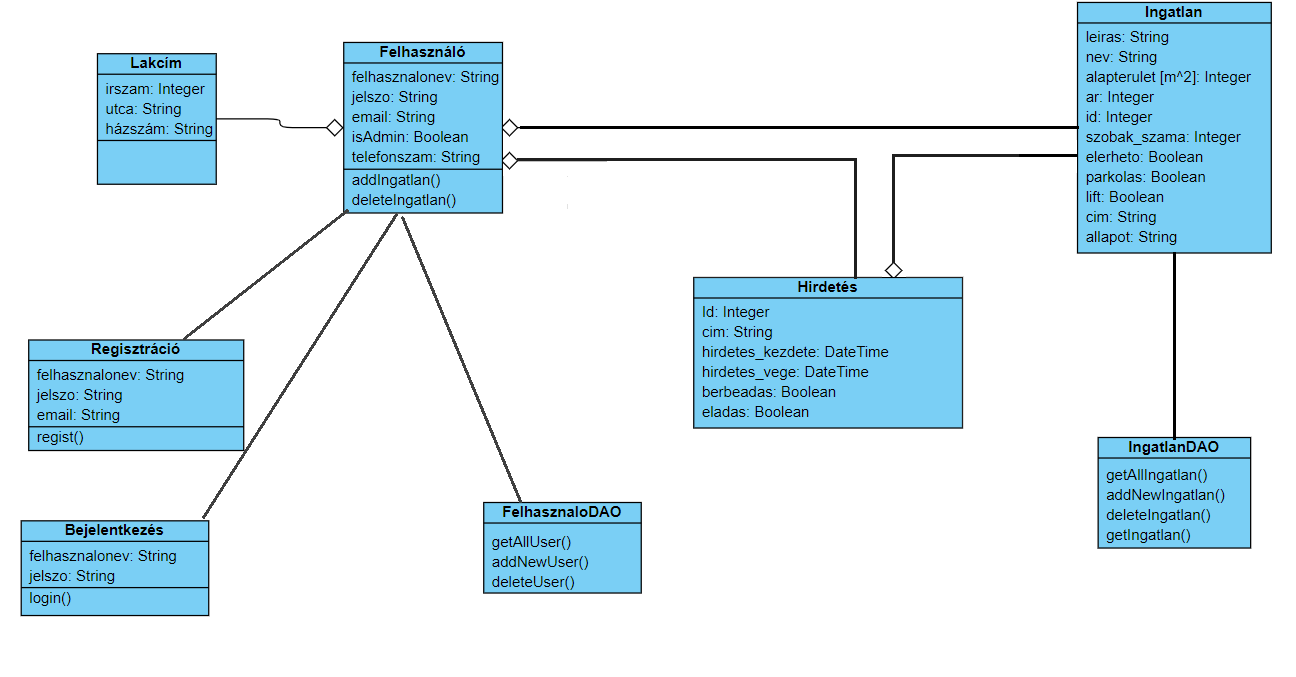 Lakcím
irszam: Integer
utca: String
házszám: String
Felhasználó
felhasznalonev: String
jelszo: String
email: String
isAdmin: Boolean
telefonszam: String
addIngatlan()
deleteIngatlan()
Ingatlan
leiras: String
nev: String
alapterulet [m^2]: Integer
ar: Integer
id: Integer
szobak_szama: Integer
elerheto: Boolean
parkolas: Boolean
lift: Boolean
cim: String
allapot: String
Hirdetés
Id: Integer
cim: String
hirdetes_kezdete: DateTime
hirdetes_vege: DateTime
berbeadas: Boolean
eladas: Boolean
Regisztráció
felhasznalonev: String
jelszo: String
email: String
regist()
Bejelentkezés
felhasznalonev: String
jelszo: String
login()
FelhasznaloDAO
getAllUser()
addNewUser()
deleteUser()
IngatlanDAO
getAllIngatlan()
addNewIngatlan()
deleteIngatlan()
getIngatlan()